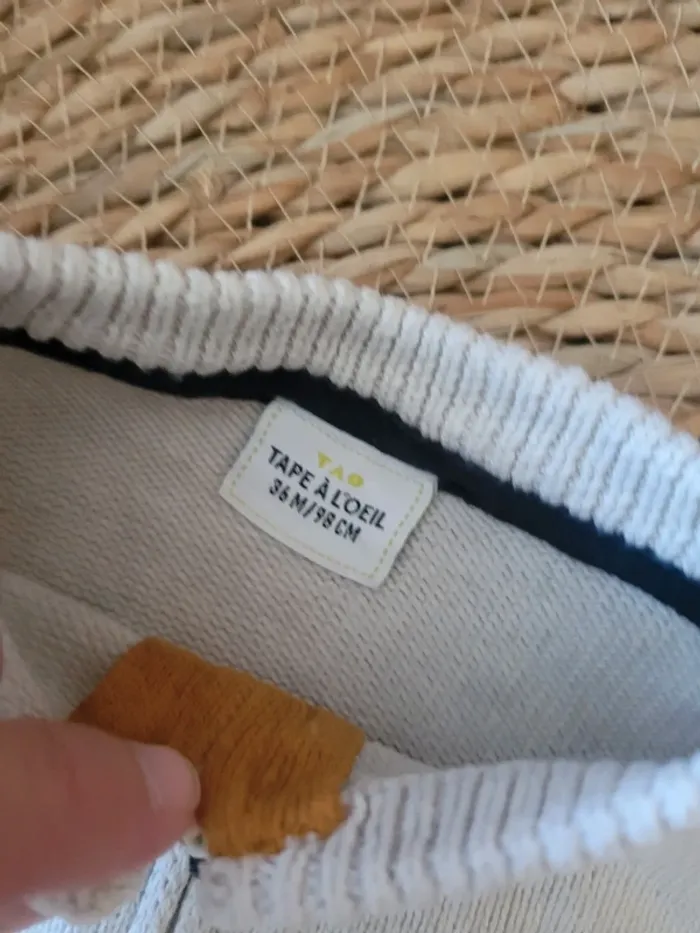 TAO
TAPE À L'OEIL
36 M/98 CM